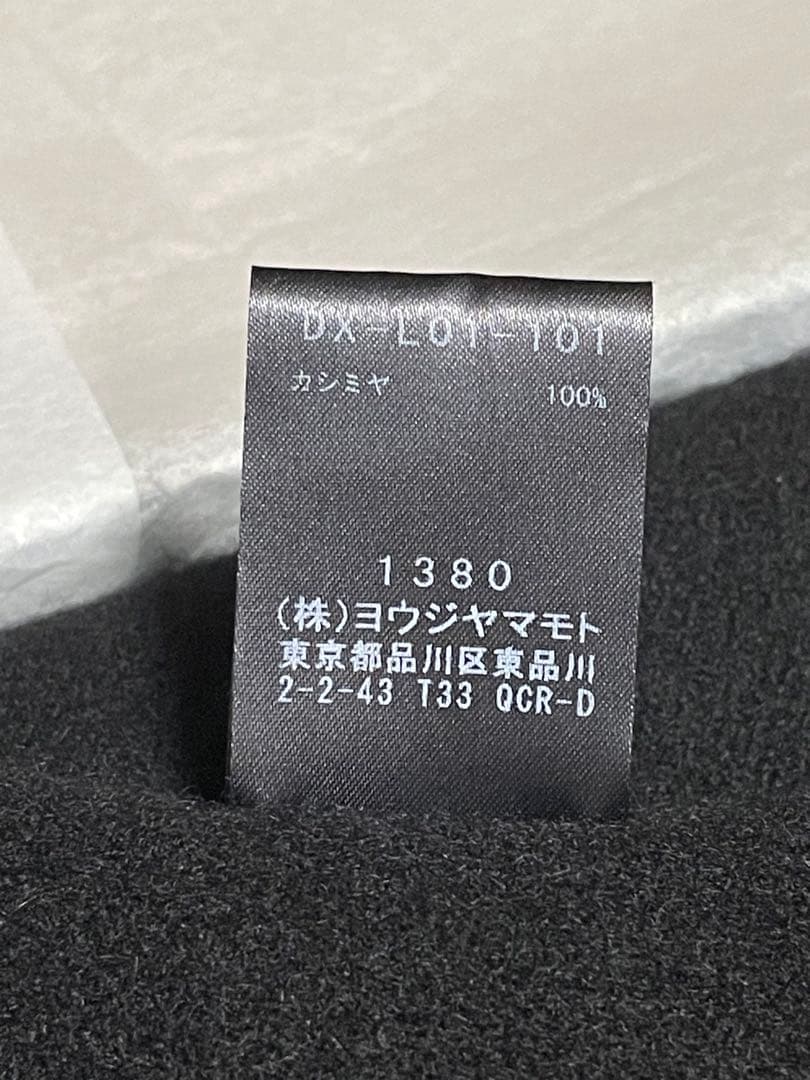 DX-L01-101
カシミヤ 100%
1380
(株)ヨウジヤマモト
東京都品川区東品川
2-2-43 T33 QCR-D